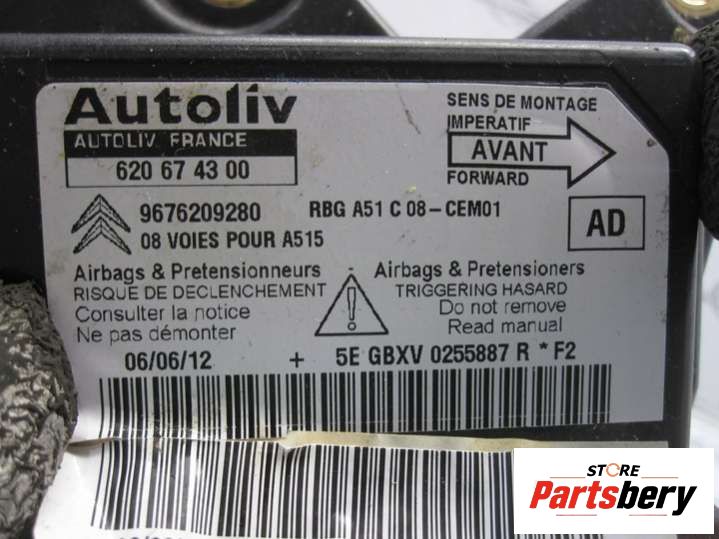 Autoliv
AUTOLIV. FRANCE
620 67 43 00
SENS DE MONTAGE
IMPERATIF
AVANT
FORWARD
9676209280 RBG A51 C 08-CEM01
08 VOIES POUR A515
AD
Airbags & Pretensionneurs
RISQUE DE DECLENCHEMENT
Consulter la notice
Ne pas démonter
Airbags & Pretensioners
TRIGGERING HASARD
Do not remove
Read manual
06/06/12 + 5E GBXV 0255887 R *F2
STORE
Partsbery